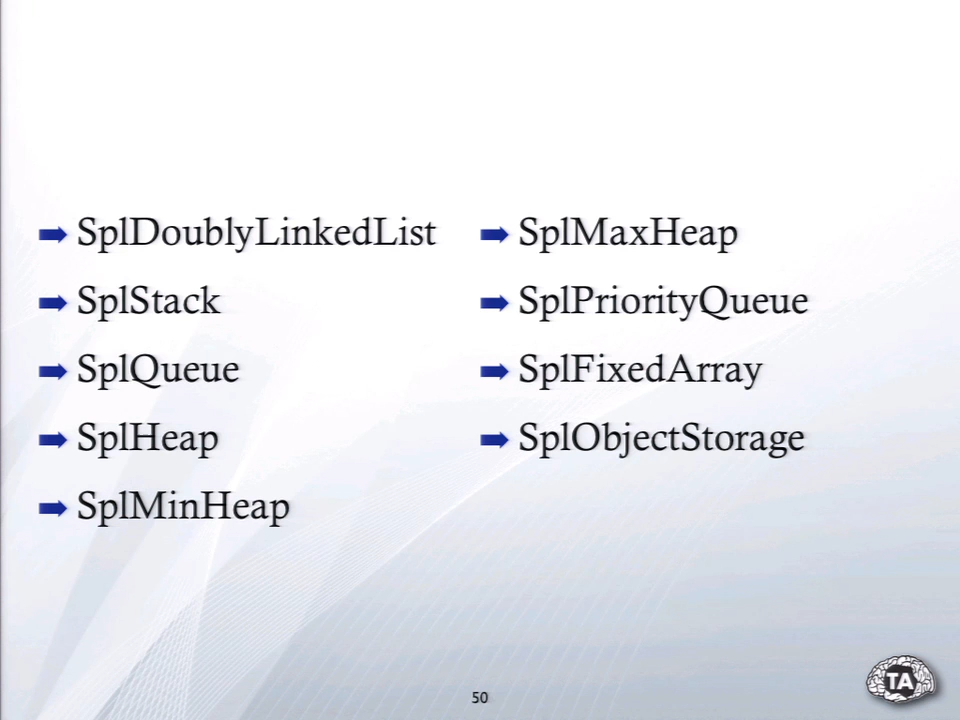 SplDoublyLinkedList
SplStack
SplQueue
SplHeap
SplMinHeap
SplMaxHeap
SplPriorityQueue
SplFixedArray
SplObjectStorage
50
TA